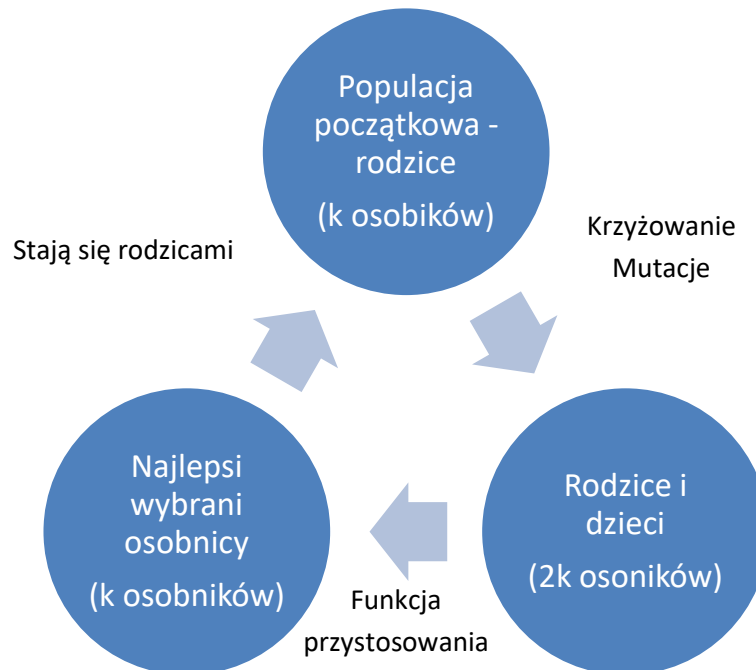 Populacja
początkowa -
rodzice
(k osobików)
Krzyżowanie
Mutacje
Stają się rodzicami
Rodzice i
dzieci
(2k osoników)
Najlepsi
wybrani
osobnicy
(k osobników)
Funkcja
przystosowania